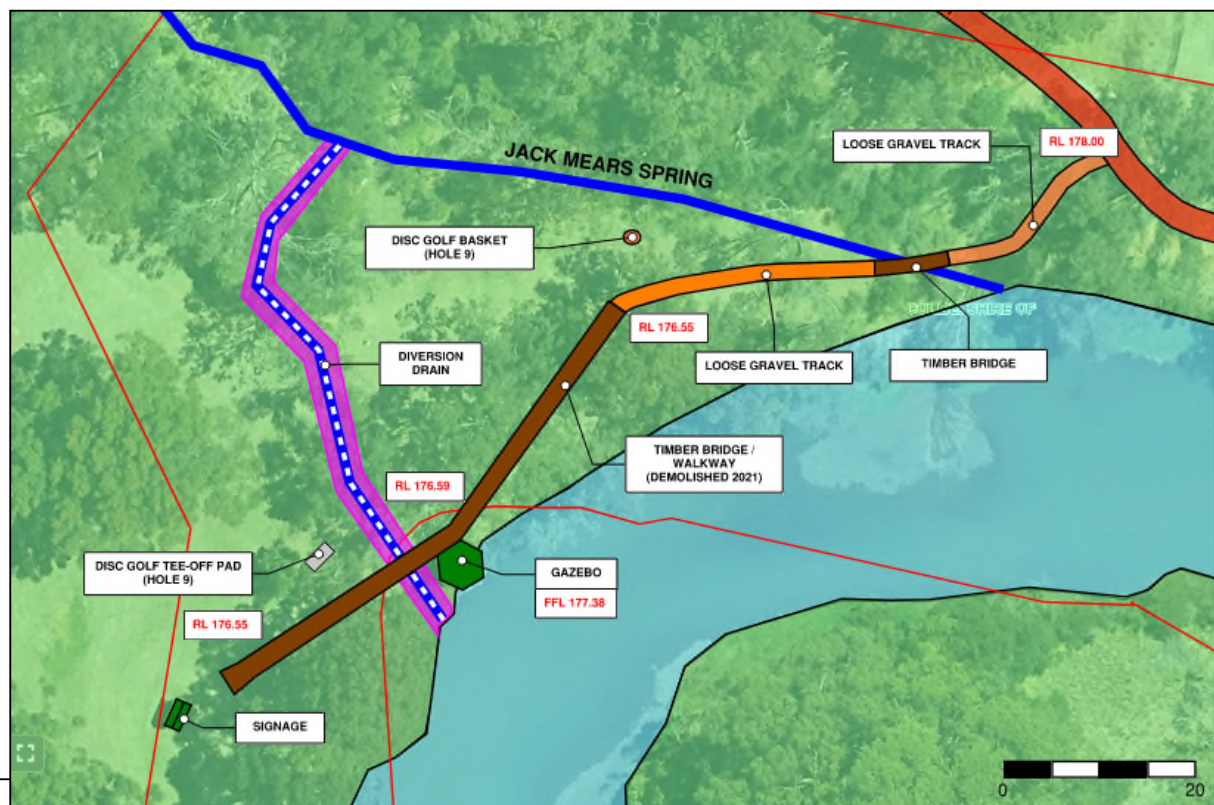 LOOSE GRAVEL TRACK
RL 178.00
JACK MEARS SPRING
DISC GOLF BASKET
(HOLE 9)
RL 176.55
LOOSE GRAVEL TRACK
TIMBER BRIDGE
DIVERSION
DRAIN
TIMBER BRIDGE /
WALKWAY
(DEMOLISHED 2021)
RL 176.59
DISC GOLF TEE-OFF PAD
(HOLE 9)
GAZEBO
FFL 177.38
RL 176.55
SIGNAGE
SHIRE OF
0
20